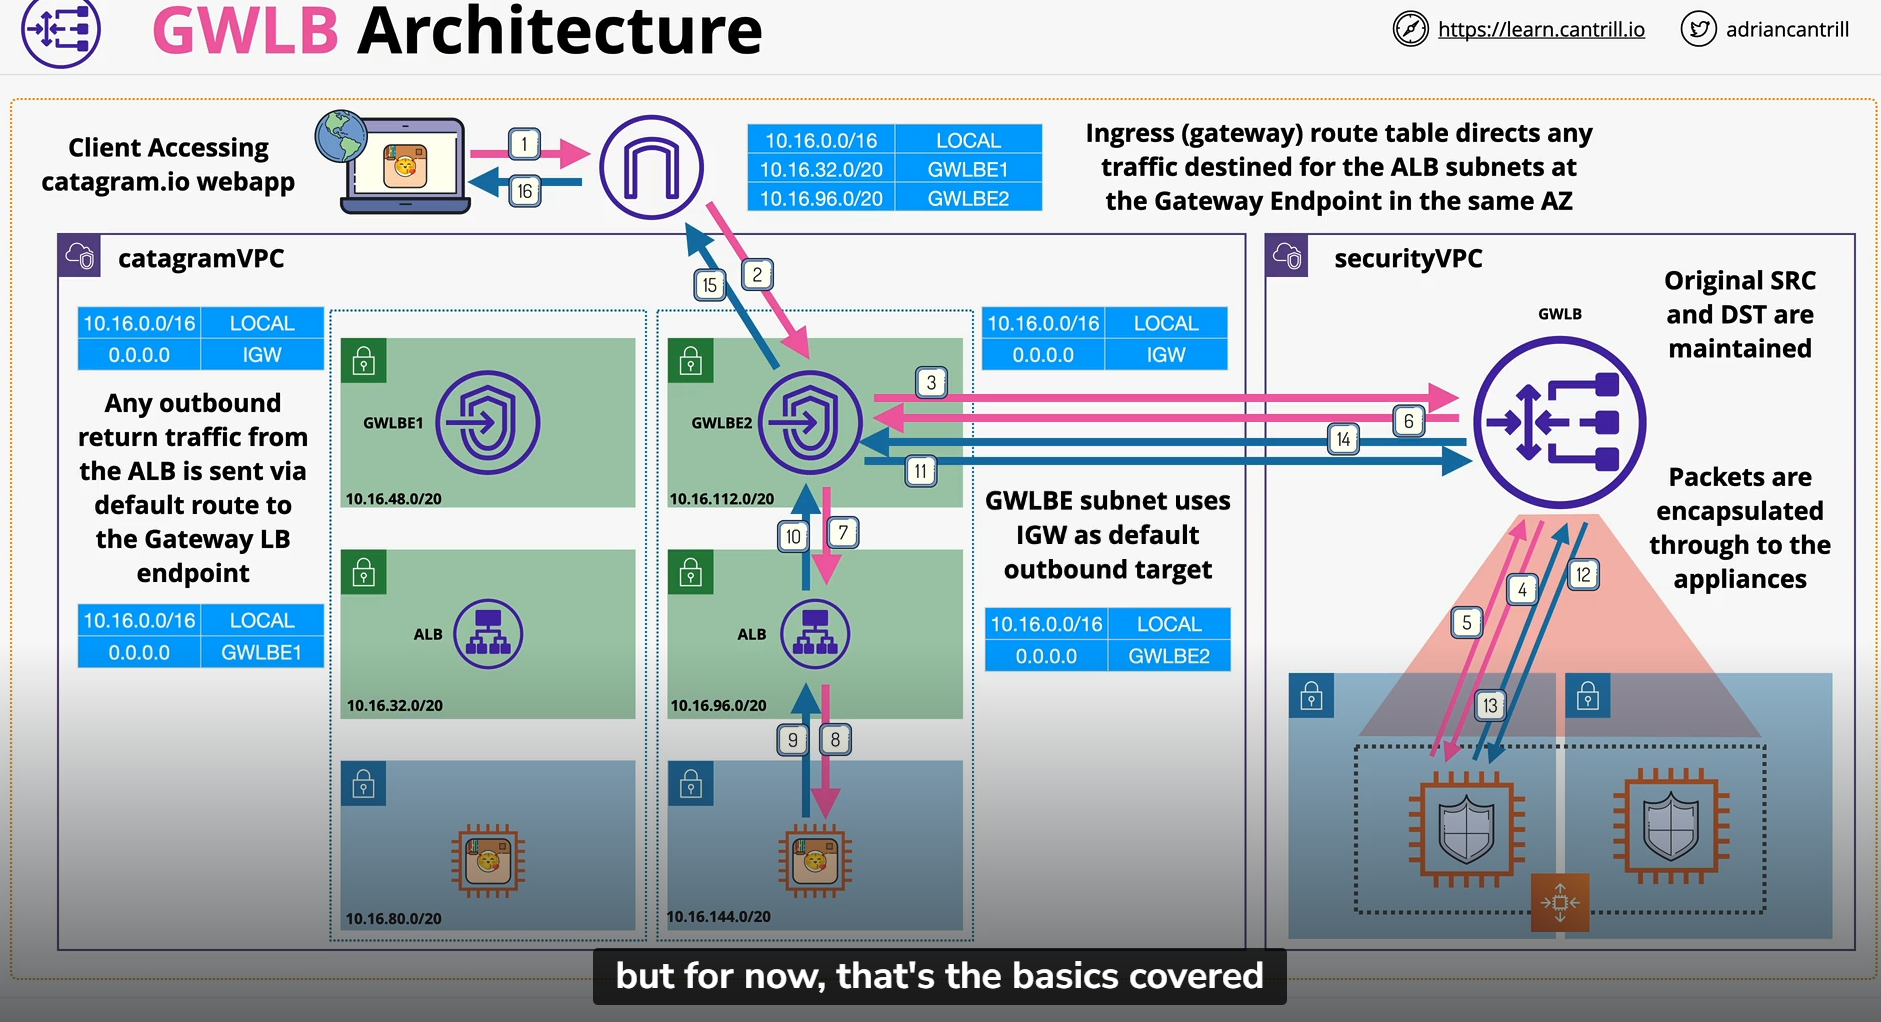 GWLB Architecture
https://learn.cantrill.io
adriancantrill
Client Accessing
catagram.io webapp
1
16
10.16.0.0/16 LOCAL
10.16.32.0/20 GWLBE1
10.16.96.0/20 GWLBE2
Ingress (gateway) route table directs any
traffic destined for the ALB subnets at
the Gateway Endpoint in the same AZ
catagramVPC
15
2
10.16.0.0/16 LOCAL
0.0.0.0 IGW
Any outbound
return traffic from
the ALB is sent via
default route to
the Gateway LB
endpoint
10.16.0.0/16 LOCAL
0.0.0.0 GWLBE1
GWLBE1
10.16.48.0/20
ALB
10.16.32.0/20
10.16.80.0/20
GWLBE2
10.16.112.0/20
10
7
ALB
10.16.96.0/20
9
8
10.16.144.0/20
10.16.0.0/16 LOCAL
0.0.0.0 IGW
3
6
14
11
GWLBE subnet uses
IGW as default
outbound target
10.16.0.0/16 LOCAL
0.0.0.0 GWLBE2
securityVPC
Original SRC
and DST are
maintained
GWLB
Packets are
encapsulated
through to the
appliances
12
4
5
13
but for now, that's the basics covered